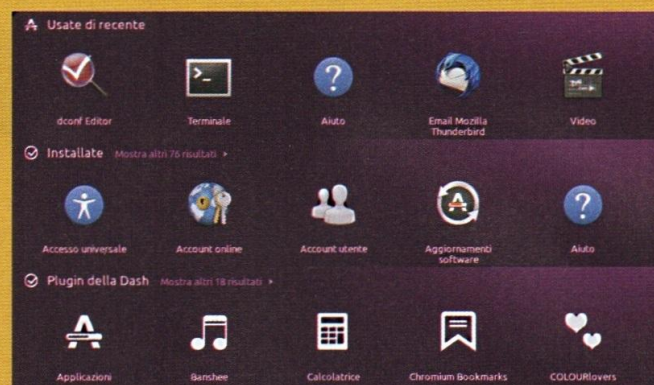 Usate di recente
dconf Editor Terminale Aiuto Email Mozilla Thunderbird Video
Installate Mostra altri 76 risultati
Accesso universale Account online Account utente Aggiornamenti software Aiuto
Plugin della Dash Mostra altri 18 risultati
Applicazioni Banshee Calcolatrice Chromium Bookmarks COLOURlovers